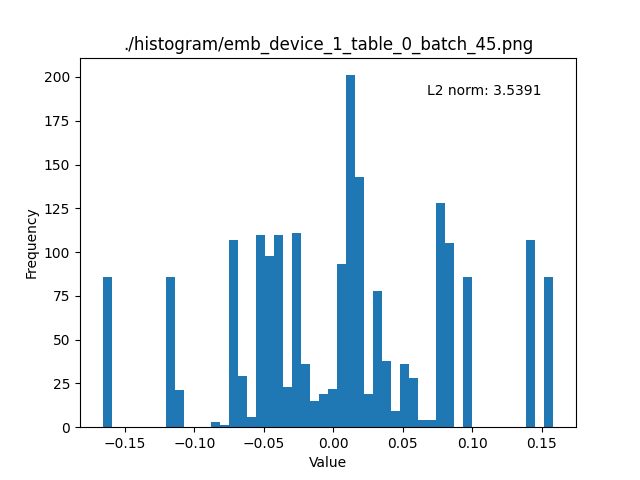 ./histogram/emb_device_1_table_0_batch_45.png
L2 norm: 3.5391
Frequency
200
175
150
125
100
75
50
25
0
−0.15 −0.10 −0.05 0.00 0.05 0.10 0.15
Value